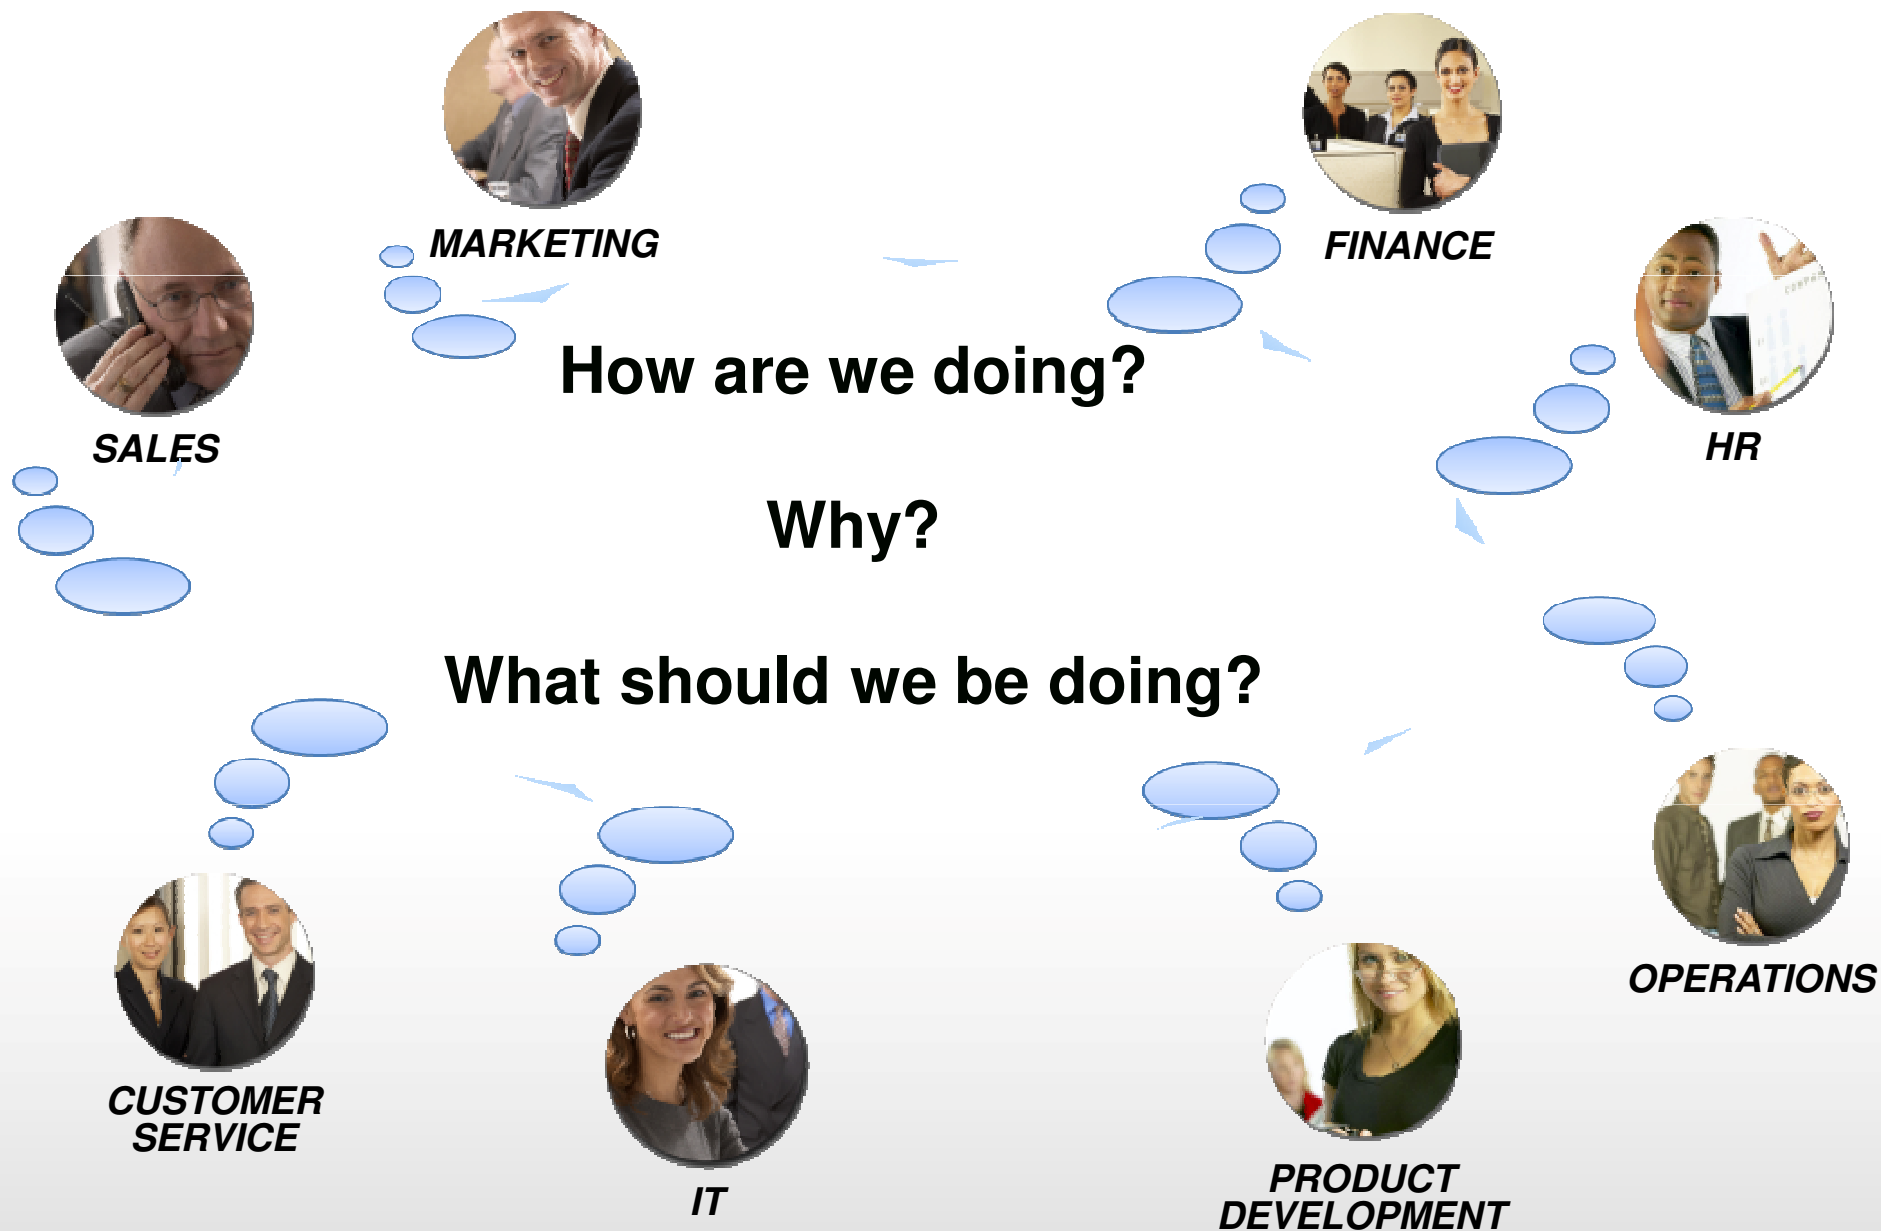 MARKETING
FINANCE
SALES
HR
How are we doing?
Why?
What should we be doing?
OPERATIONS
CUSTOMER
SERVICE
IT
PRODUCT
DEVELOPMENT